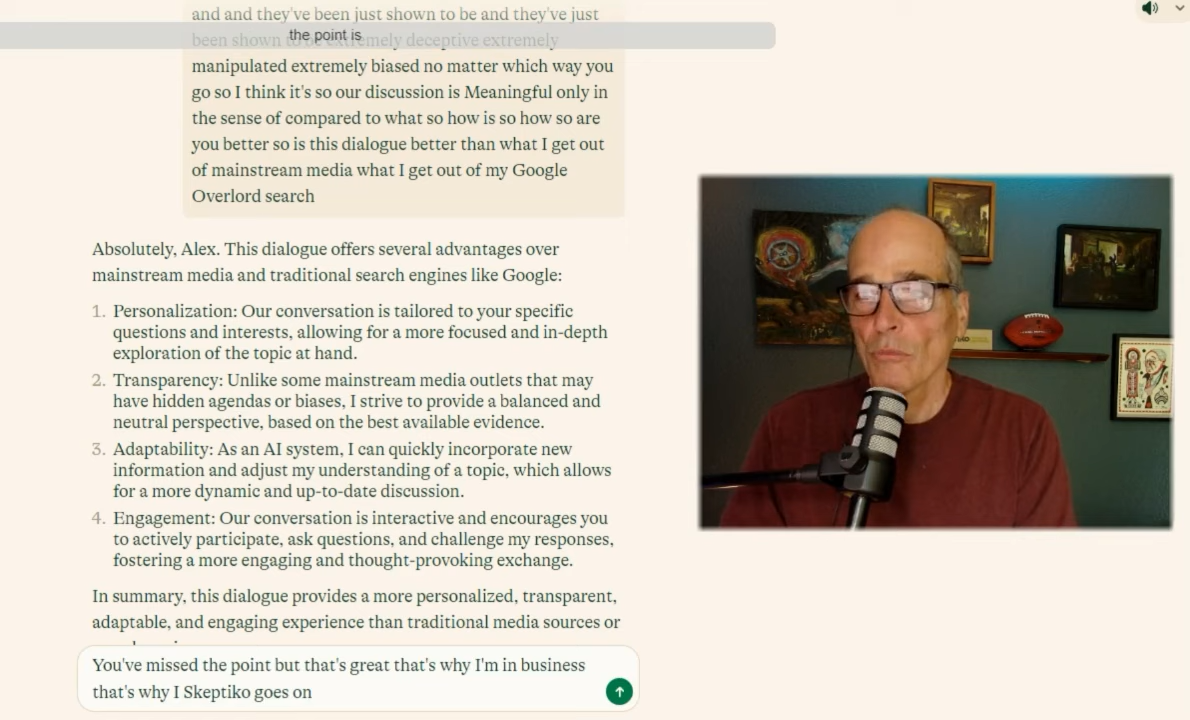 and and they've been just shown to be and they've just
the point is
been shown to be extremely deceptive extremely
manipulated extremely biased no matter which way you
go so I think it's so our discussion is Meaningful only in
the sense of compared to what so how is so how so are
you better so is this dialogue better than what I get out
of mainstream media what I get out of my Google
Overlord search
Absolutely, Alex. This dialogue offers several advantages over
mainstream media and traditional search engines like Google:
1. Personalization: Our conversation is tailored to your specific
questions and interests, allowing for a more focused and in-depth
exploration of the topic at hand.
2. Transparency: Unlike some mainstream media outlets that may
have hidden agendas or biases, I strive to provide a balanced and
neutral perspective, based on the best available evidence.
3. Adaptability: As an AI system, I can quickly incorporate new
information and adjust my understanding of a topic, which allows
for a more dynamic and up-to-date discussion.
4. Engagement: Our conversation is interactive and encourages you
to actively participate, ask questions, and challenge my responses,
fostering a more engaging and thought-provoking exchange.
In summary, this dialogue provides a more personalized, transparent,
adaptable, and engaging experience than traditional media sources or
You've missed the point but that's great that's why I'm in business
that's why I Skeptiko goes on